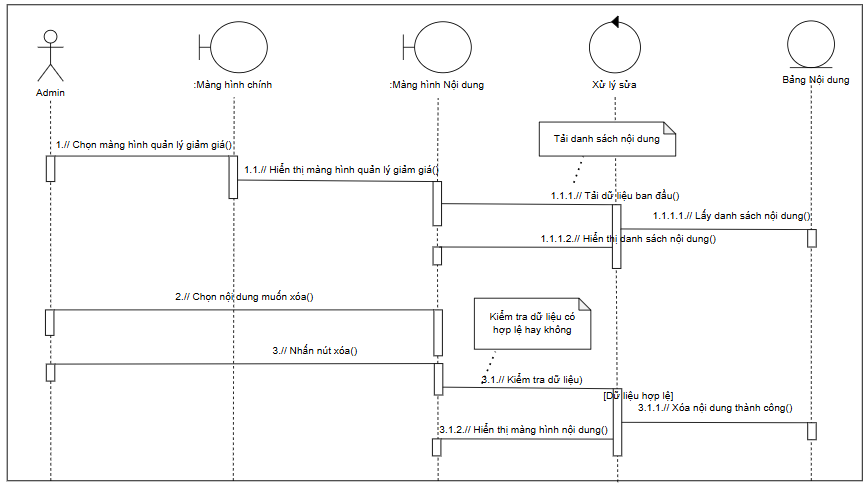 Admin
:Màng hình chính
:Màng hình Nội dung
Xử lý sửa
Bảng Nội dung
Tải danh sách nội dung
1.// Chọn màng hình quản lý giảm giá()
1.1.// Hiển thị màng hình quản lý giảm giá()
1.1.1.// Tải dữ liệu ban đầu()
1.1.1.1.// Lấy danh sách nội dung()
1.1.1.2.// Hiển thị danh sách nội dung()
2.// Chọn nội dung muốn xóa()
Kiểm tra dữ liệu có
hợp lệ hay không
3.// Nhấn nút xóa()
3.1.// Kiểm tra dữ liệu)
[Dữ liệu hợp lệ]
3.1.1.// Xóa nội dung thành công()
3.1.2.// Hiển thị màng hình nội dung()